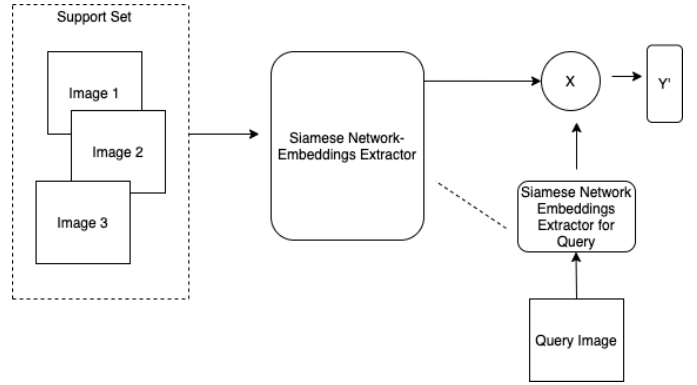 Support Set
Image 1
Image 2
Image 3
Siamese Network-
Embeddings Extractor
X
Y'
Siamese Network
Embeddings
Extractor for
Query
Query Image